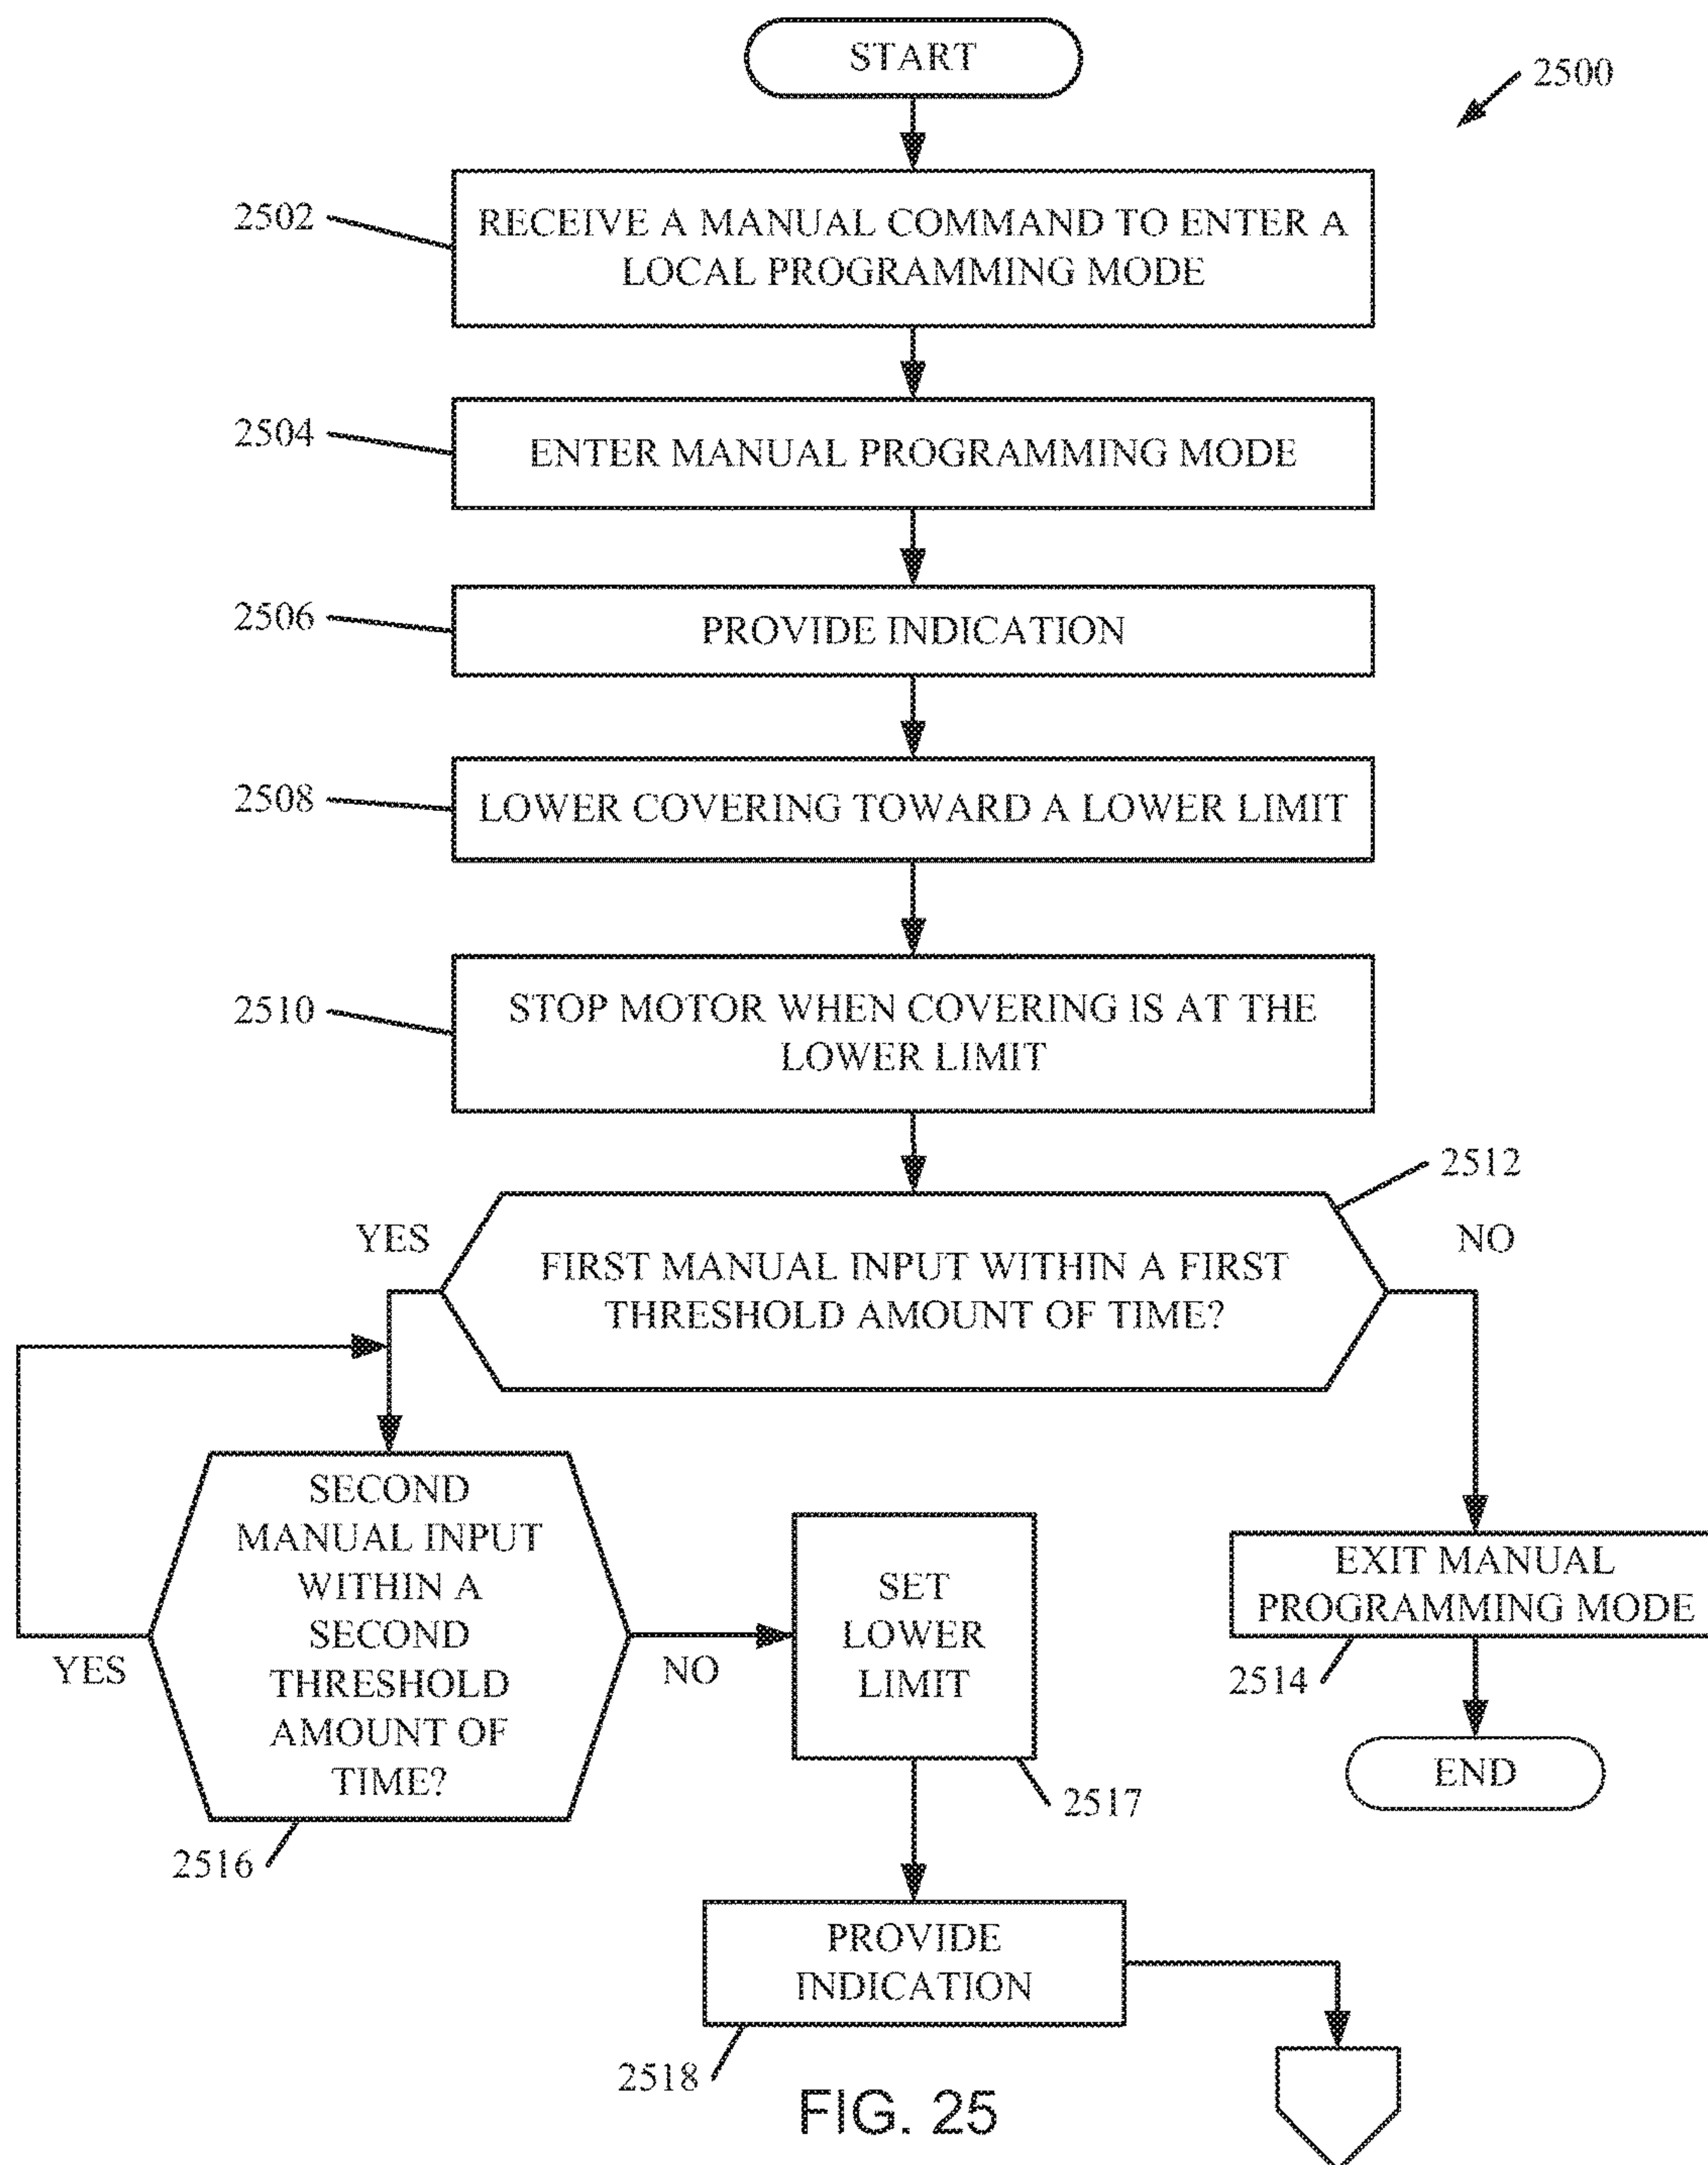 START
2500
2502
RECEIVE A MANUAL COMMAND TO ENTER A
LOCAL PROGRAMMING MODE
2504
ENTER MANUAL PROGRAMMING MODE
2506
PROVIDE INDICATION
2508
LOWER COVERING TOWARD A LOWER LIMIT
2510
STOP MOTOR WHEN COVERING IS AT THE
LOWER LIMIT
2512
YES
NO
FIRST MANUAL INPUT WITHIN A FIRST
THRESHOLD AMOUNT OF TIME?
SECOND
MANUAL INPUT
WITHIN A
SECOND
THRESHOLD
AMOUNT OF
TIME?
YES
NO
2516
SET
LOWER
LIMIT
2517
EXIT MANUAL
PROGRAMMING MODE
2514
END
PROVIDE
INDICATION
2518
FIG. 25